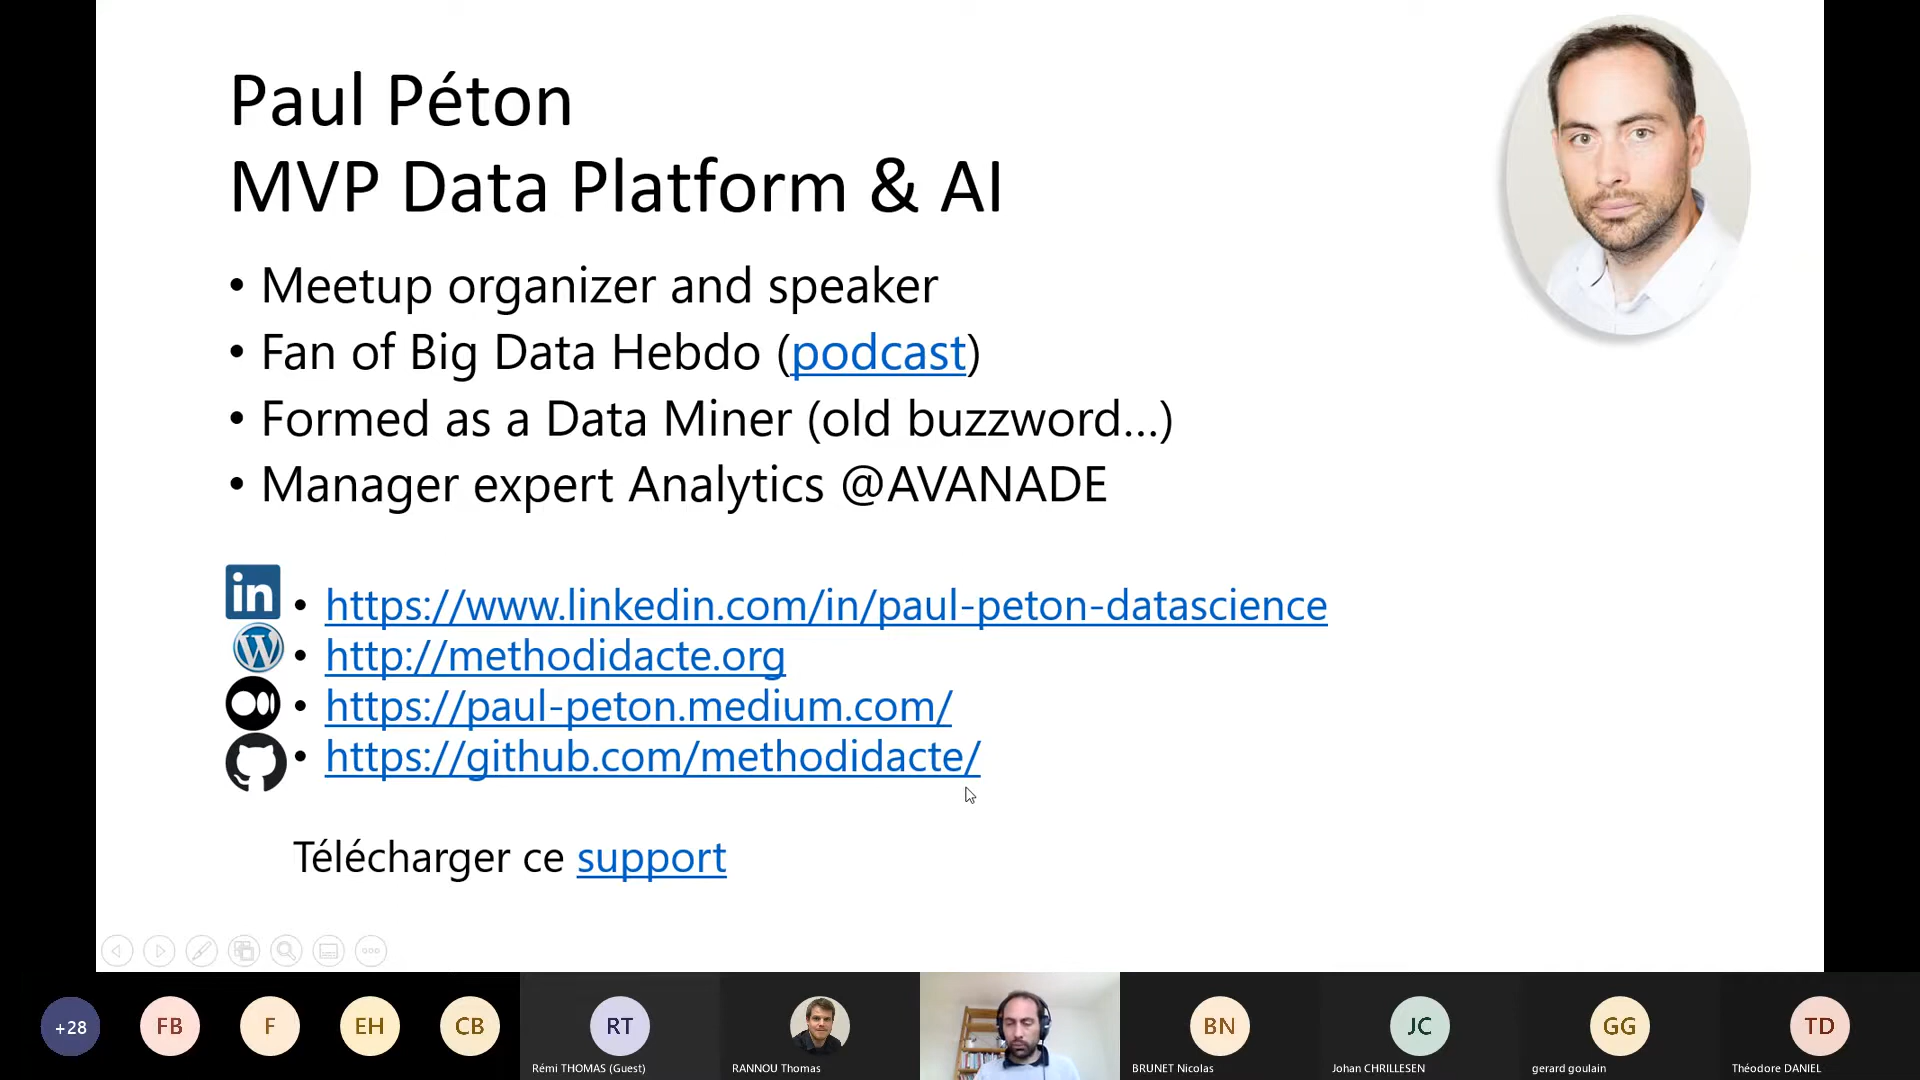 Paul Péton
MVP Data Platform & AI
• Meetup organizer and speaker
• Fan of Big Data Hebdo (podcast)
• Formed as a Data Miner (old buzzword...)
• Manager expert Analytics @AVANADE
in • https://www.linkedin.com/in/paul-peton-datascience
W • http://methodidacte.org
• https://paul-peton.medium.com/
• https://github.com/methodidacte/
Télécharger ce support
+28 FB F EH CB RT BN JC GG TD
Rémi THOMAS (Guest) RANNOU Thomas BRUNET Nicolas Johan CHRILLESEN gerard goulain Théodore DANIEL